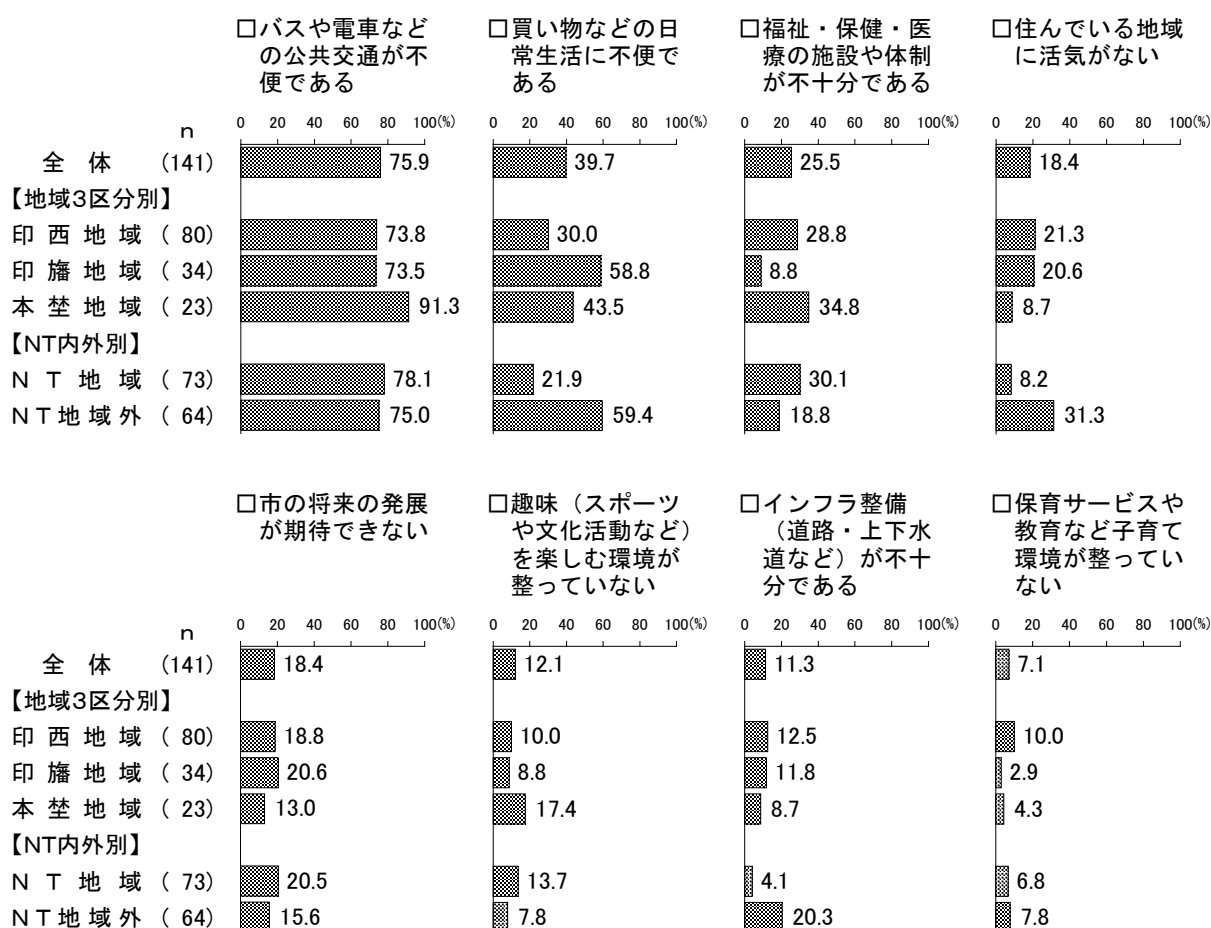 □バスや電車など
の公共交通が不
便である
□買い物などの日
常生活に不便で
ある
□福祉・保健・医
療の施設や体制
が不十分である
□住んでいる地域
に活気がない
n
0 20 40 60 80 100(%)
0 20 40 60 80 100(%)
0 20 40 60 80 100(%)
0 20 40 60 80 100(%)
全体 (141) 75.9 39.7 25.5 18.4
【地域3区分別】
印西地域 (80) 73.8 30.0 28.8 21.3
印旛地域 (34) 73.5 58.8 8.8 20.6
本埜地域 (23) 91.3 43.5 34.8 8.7
【NT内外別】
NT地域 (73) 78.1 21.9 30.1 8.2
NT地域外 (64) 75.0 59.4 18.8 31.3
□市の将来の発展
が期待できない
□趣味（スポーツ
や文化活動など）
を楽しむ環境が
整っていない
□インフラ整備
（道路・上下水
道など）が不十
分である
□保育サービスや
教育など子育て
環境が整ってい
ない
n
0 20 40 60 80 100(%)
0 20 40 60 80 100(%)
0 20 40 60 80 100(%)
0 20 40 60 80 100(%)
全体 (141) 18.4 12.1 11.3 7.1
【地域3区分別】
印西地域 (80) 18.8 10.0 12.5 10.0
印旛地域 (34) 20.6 8.8 11.8 2.9
本埜地域 (23) 13.0 17.4 8.7 4.3
【NT内外別】
NT地域 (73) 20.5 13.7 4.1 6.8
NT地域外 (64) 15.6 7.8 20.3 7.8